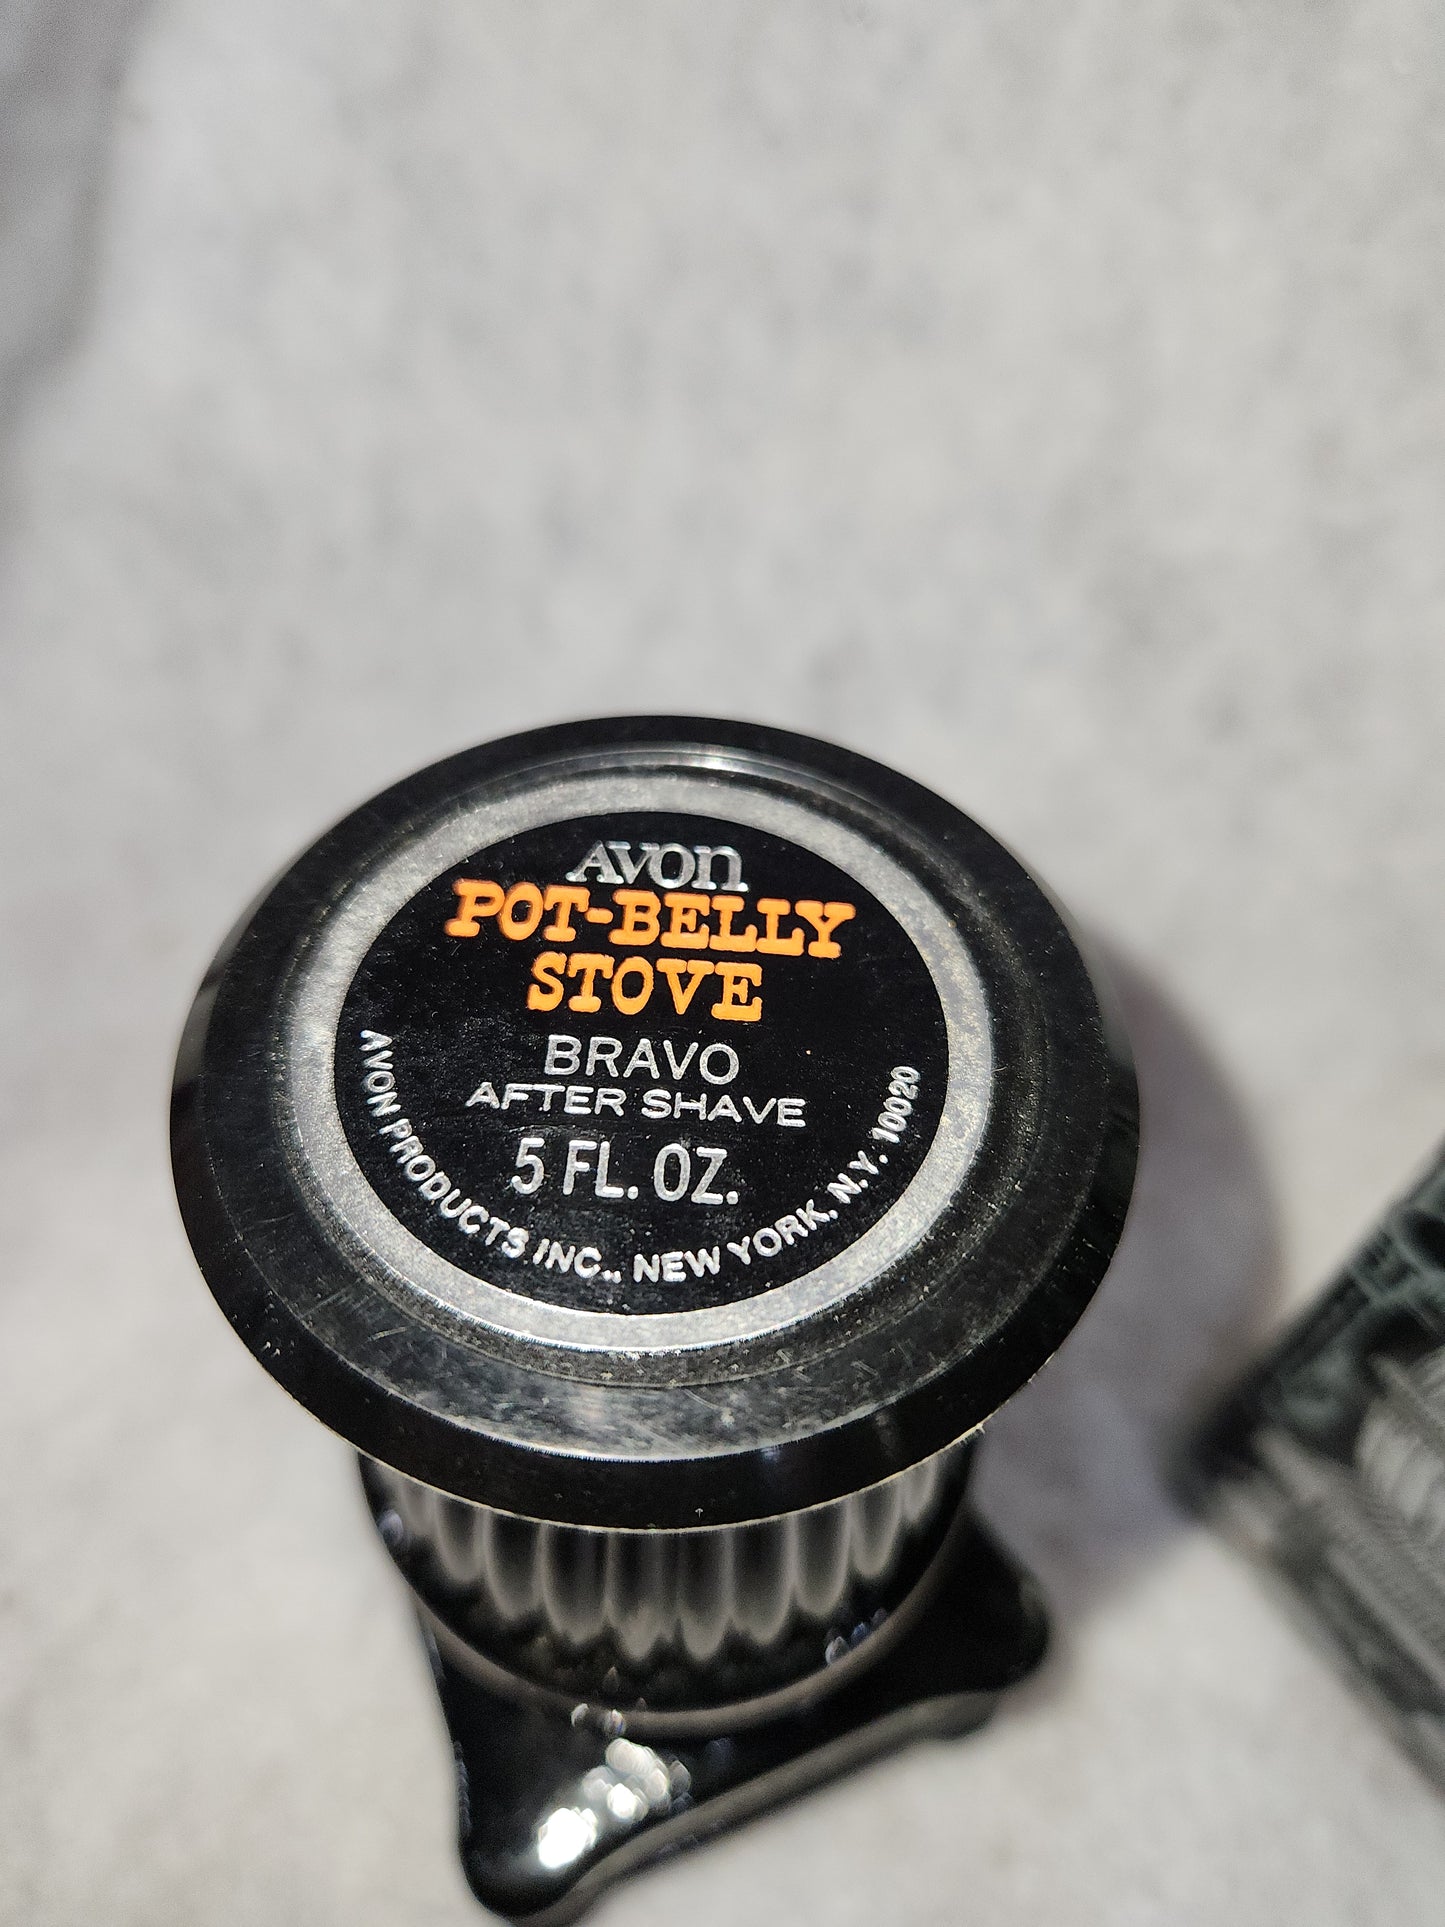 AVON
POT-BELLY
STOVE
BRAVO
AFTER SHAVE
5 FL. OZ.
AVON PRODUCTS INC., NEW YORK, N.Y. 10020